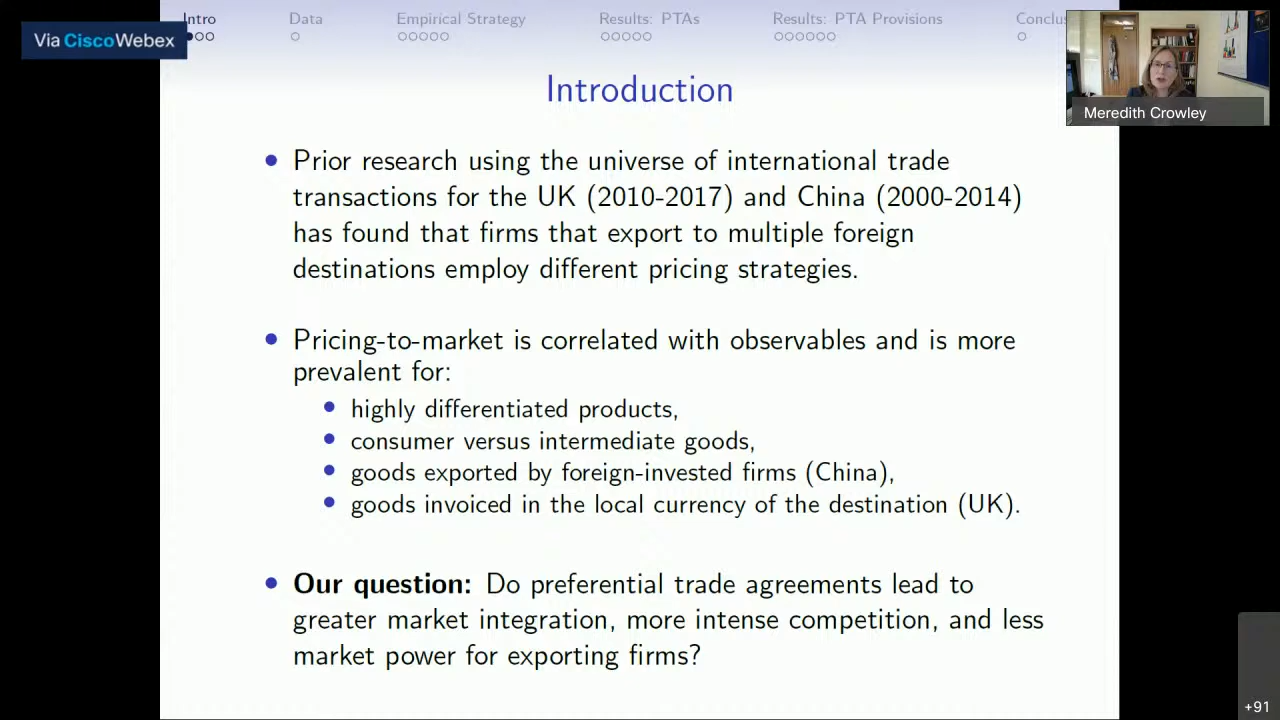 Intro
Data
Empirical Strategy
Results: PTAs
Results: PTA Provisions
Via CiscoWebex
Meredith Crowley
Introduction
Prior research using the universe of international trade
transactions for the UK (2010-2017) and China (2000-2014)
has found that firms that export to multiple foreign
destinations employ different pricing strategies.
Pricing-to-market is correlated with observables and is more
prevalent for:
highly differentiated products,
consumer versus intermediate goods,
goods exported by foreign-invested firms (China),
goods invoiced in the local currency of the destination (UK).
Our question: Do preferential trade agreements lead to
greater market integration, more intense competition, and less
market power for exporting firms?
+91